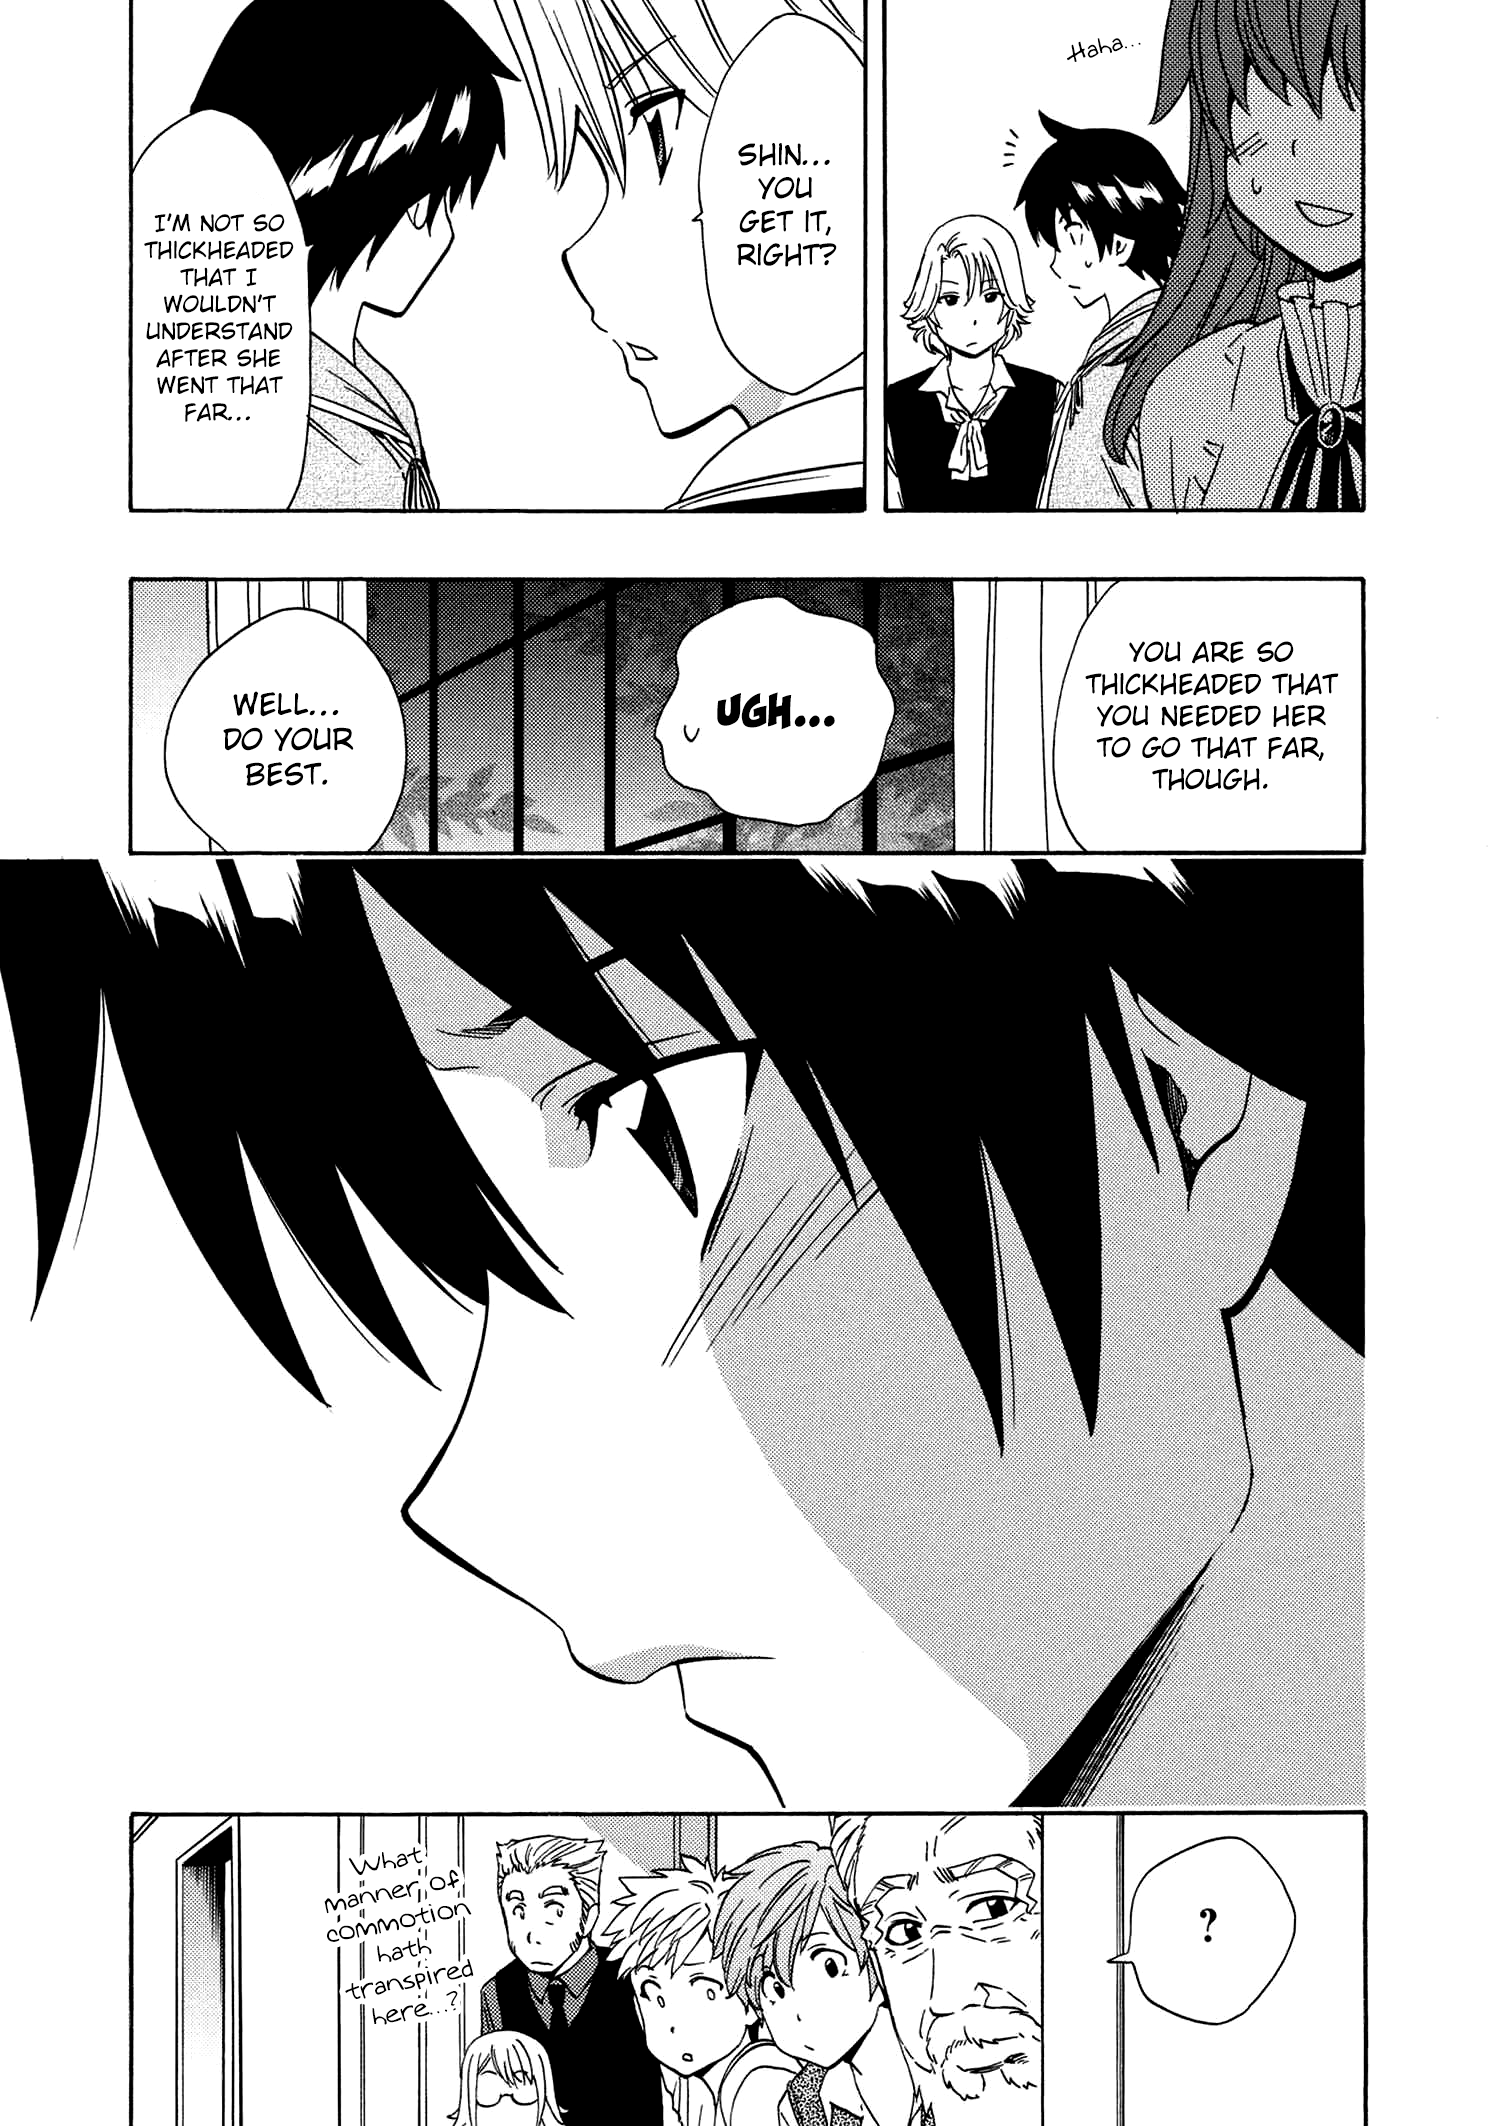 Haha...
SHIN...
YOU
GET IT,
RIGHT?
I'M NOT SO
THICKHEADED
THAT I
WOULDN'T
UNDERSTAND
AFTER SHE
WENT THAT
FAR...
YOU ARE SO
THICKHEADED THAT
YOU NEEDED HER
TO GO THAT FAR,
THOUGH.
UGH...
WELL...
DO YOUR
BEST.
?
What
manner of
commotion
hath
transpired
here...?